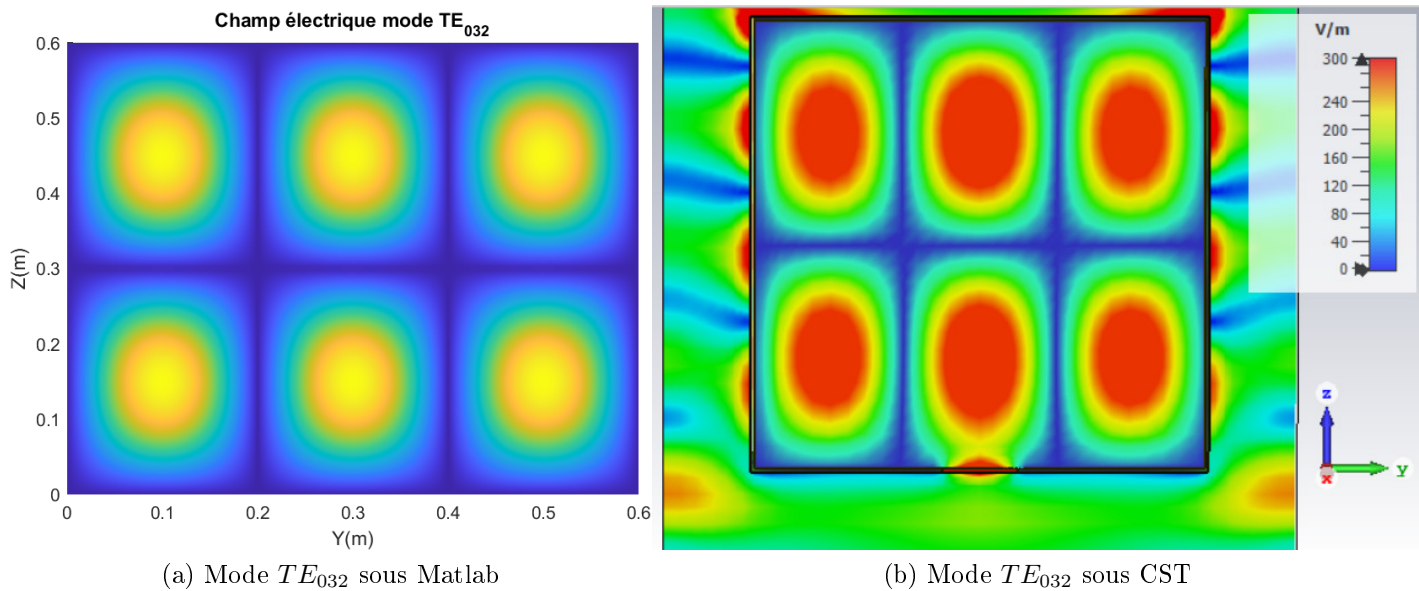 Champ électrique mode TE032
0.6
0.5
0.4
0.3
0.2
0.1
0
Z(m)
0 0.1 0.2 0.3 0.4 0.5 0.6
Y(m)
(a) Mode TE032 sous Matlab
V/m
300
240
200
160
120
80
40
0
z
y
x
(b) Mode TE032 sous CST